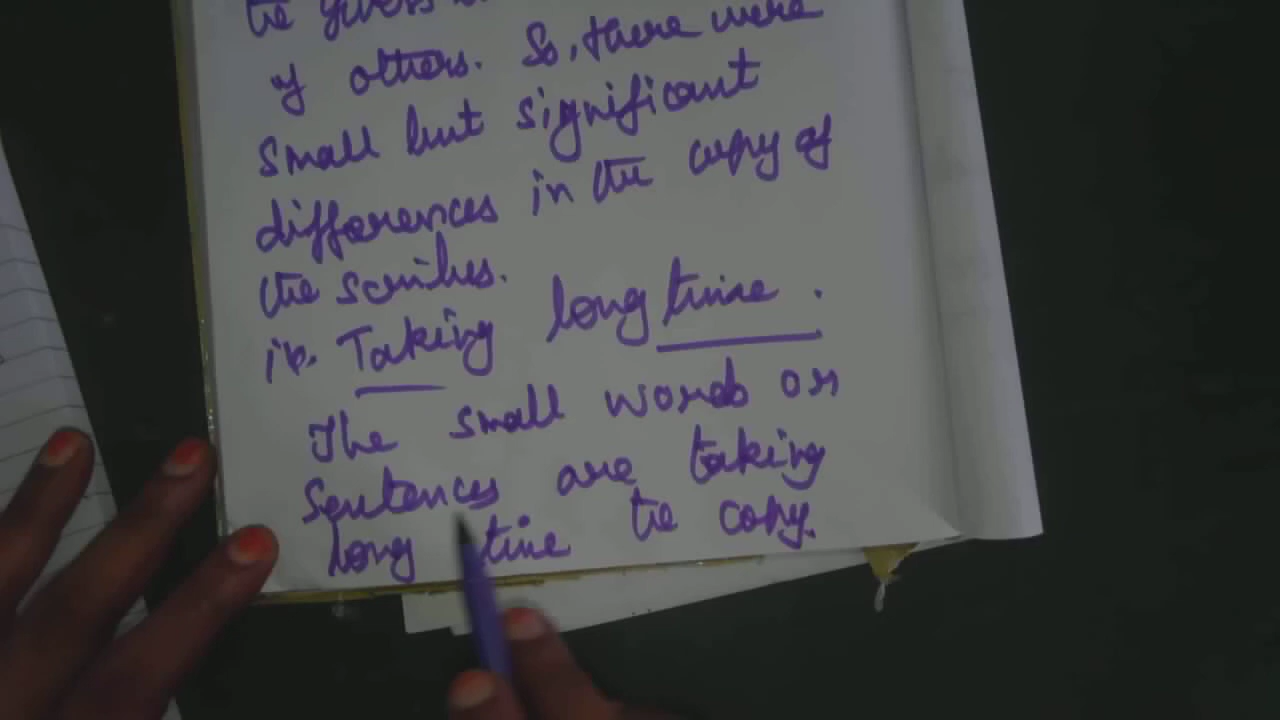 of others. So, there were
small but significant
differences in the copy of
the scribes.
iv. Taking long time.
The small words or
sentences are taking
long time to copy.